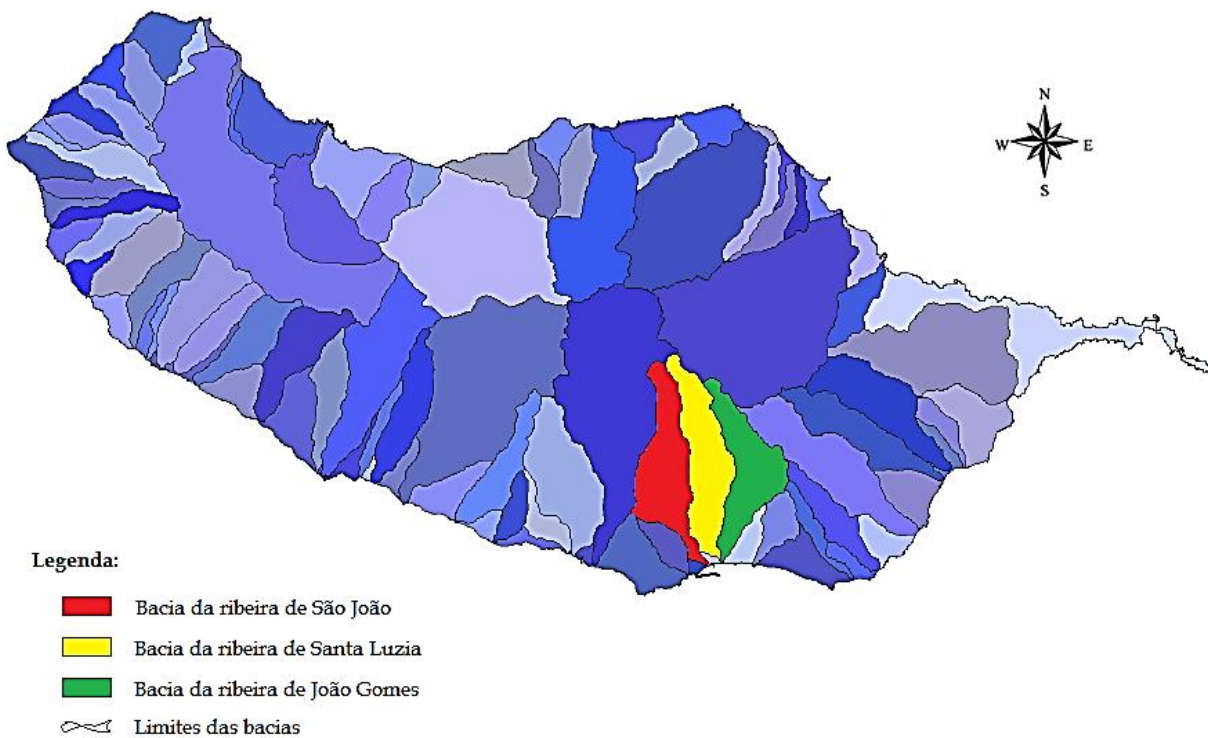 N
W E
S
Legenda:
Bacia da ribeira de São João
Bacia da ribeira de Santa Luzia
Bacia da ribeira de João Gomes
Limites das bacias